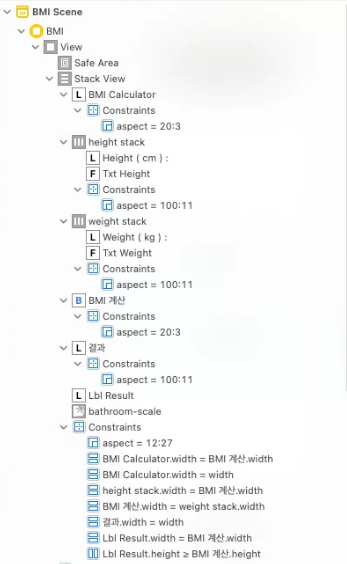 BMI Scene
BMI
View
Safe Area
Stack View
L BMI Calculator
Constraints
aspect = 20:3
height stack
L Height ( cm ) :
F Txt Height
Constraints
aspect = 100:11
weight stack
L Weight ( kg ) :
F Txt Weight
Constraints
aspect = 100:11
B BMI 계산
Constraints
aspect = 20:3
L 결과
Constraints
aspect = 100:11
L Lbl Result
bathroom-scale
Constraints
aspect = 12:27
BMI Calculator.width = BMI 계산.width
BMI Calculator.width = width
height stack.width = BMI 계산.width
BMI 계산.width = weight stack.width
결과.width = width
Lbl Result.width = BMI 계산.width
Lbl Result.height ≥ BMI 계산.height